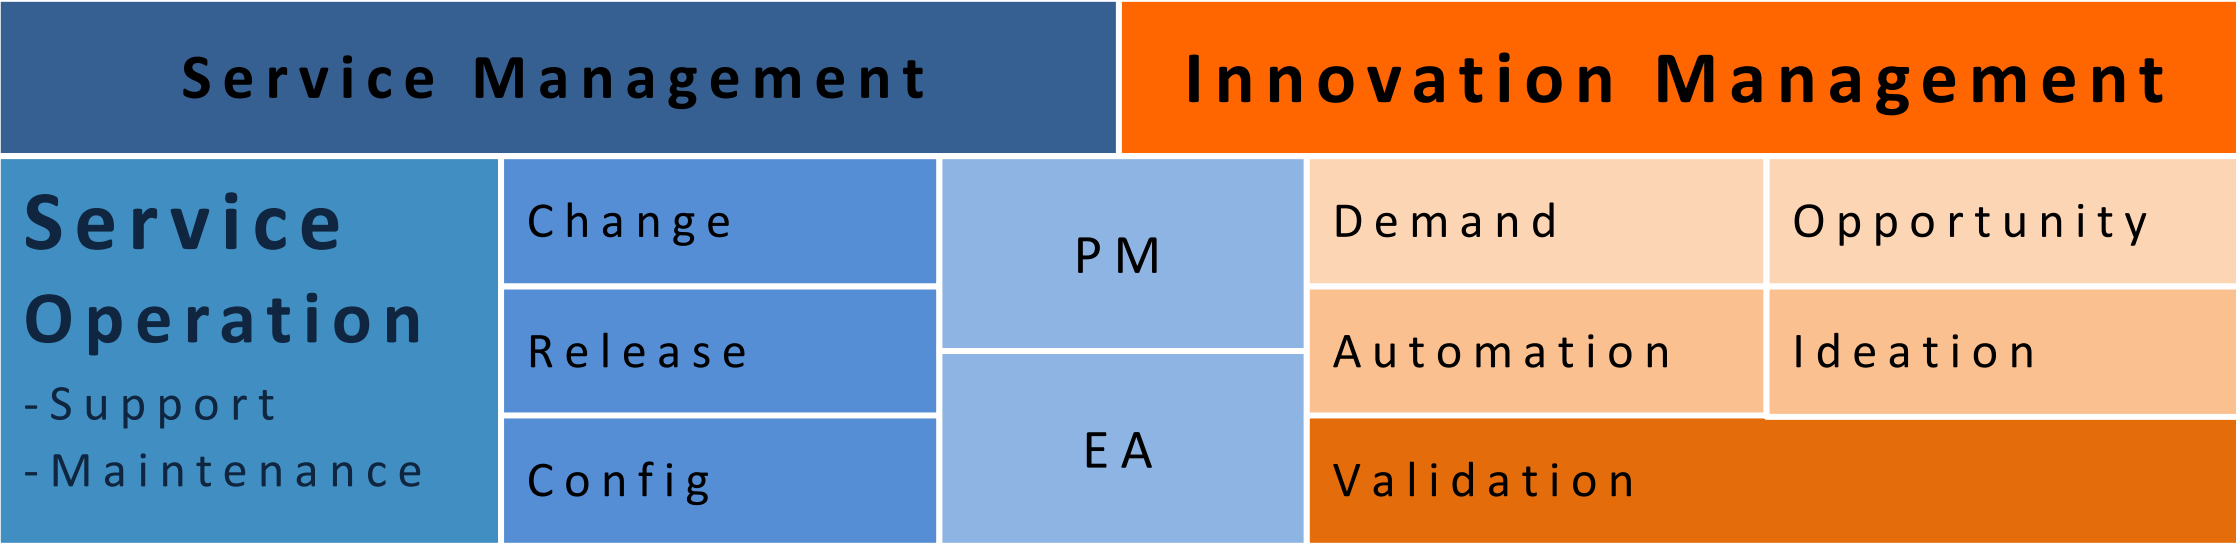 Service Management
Innovation Management
Service
Operation
-Support
-Maintenance
Change
Release
Config
PM
EA
Demand
Opportunity
Automation
Ideation
Validation